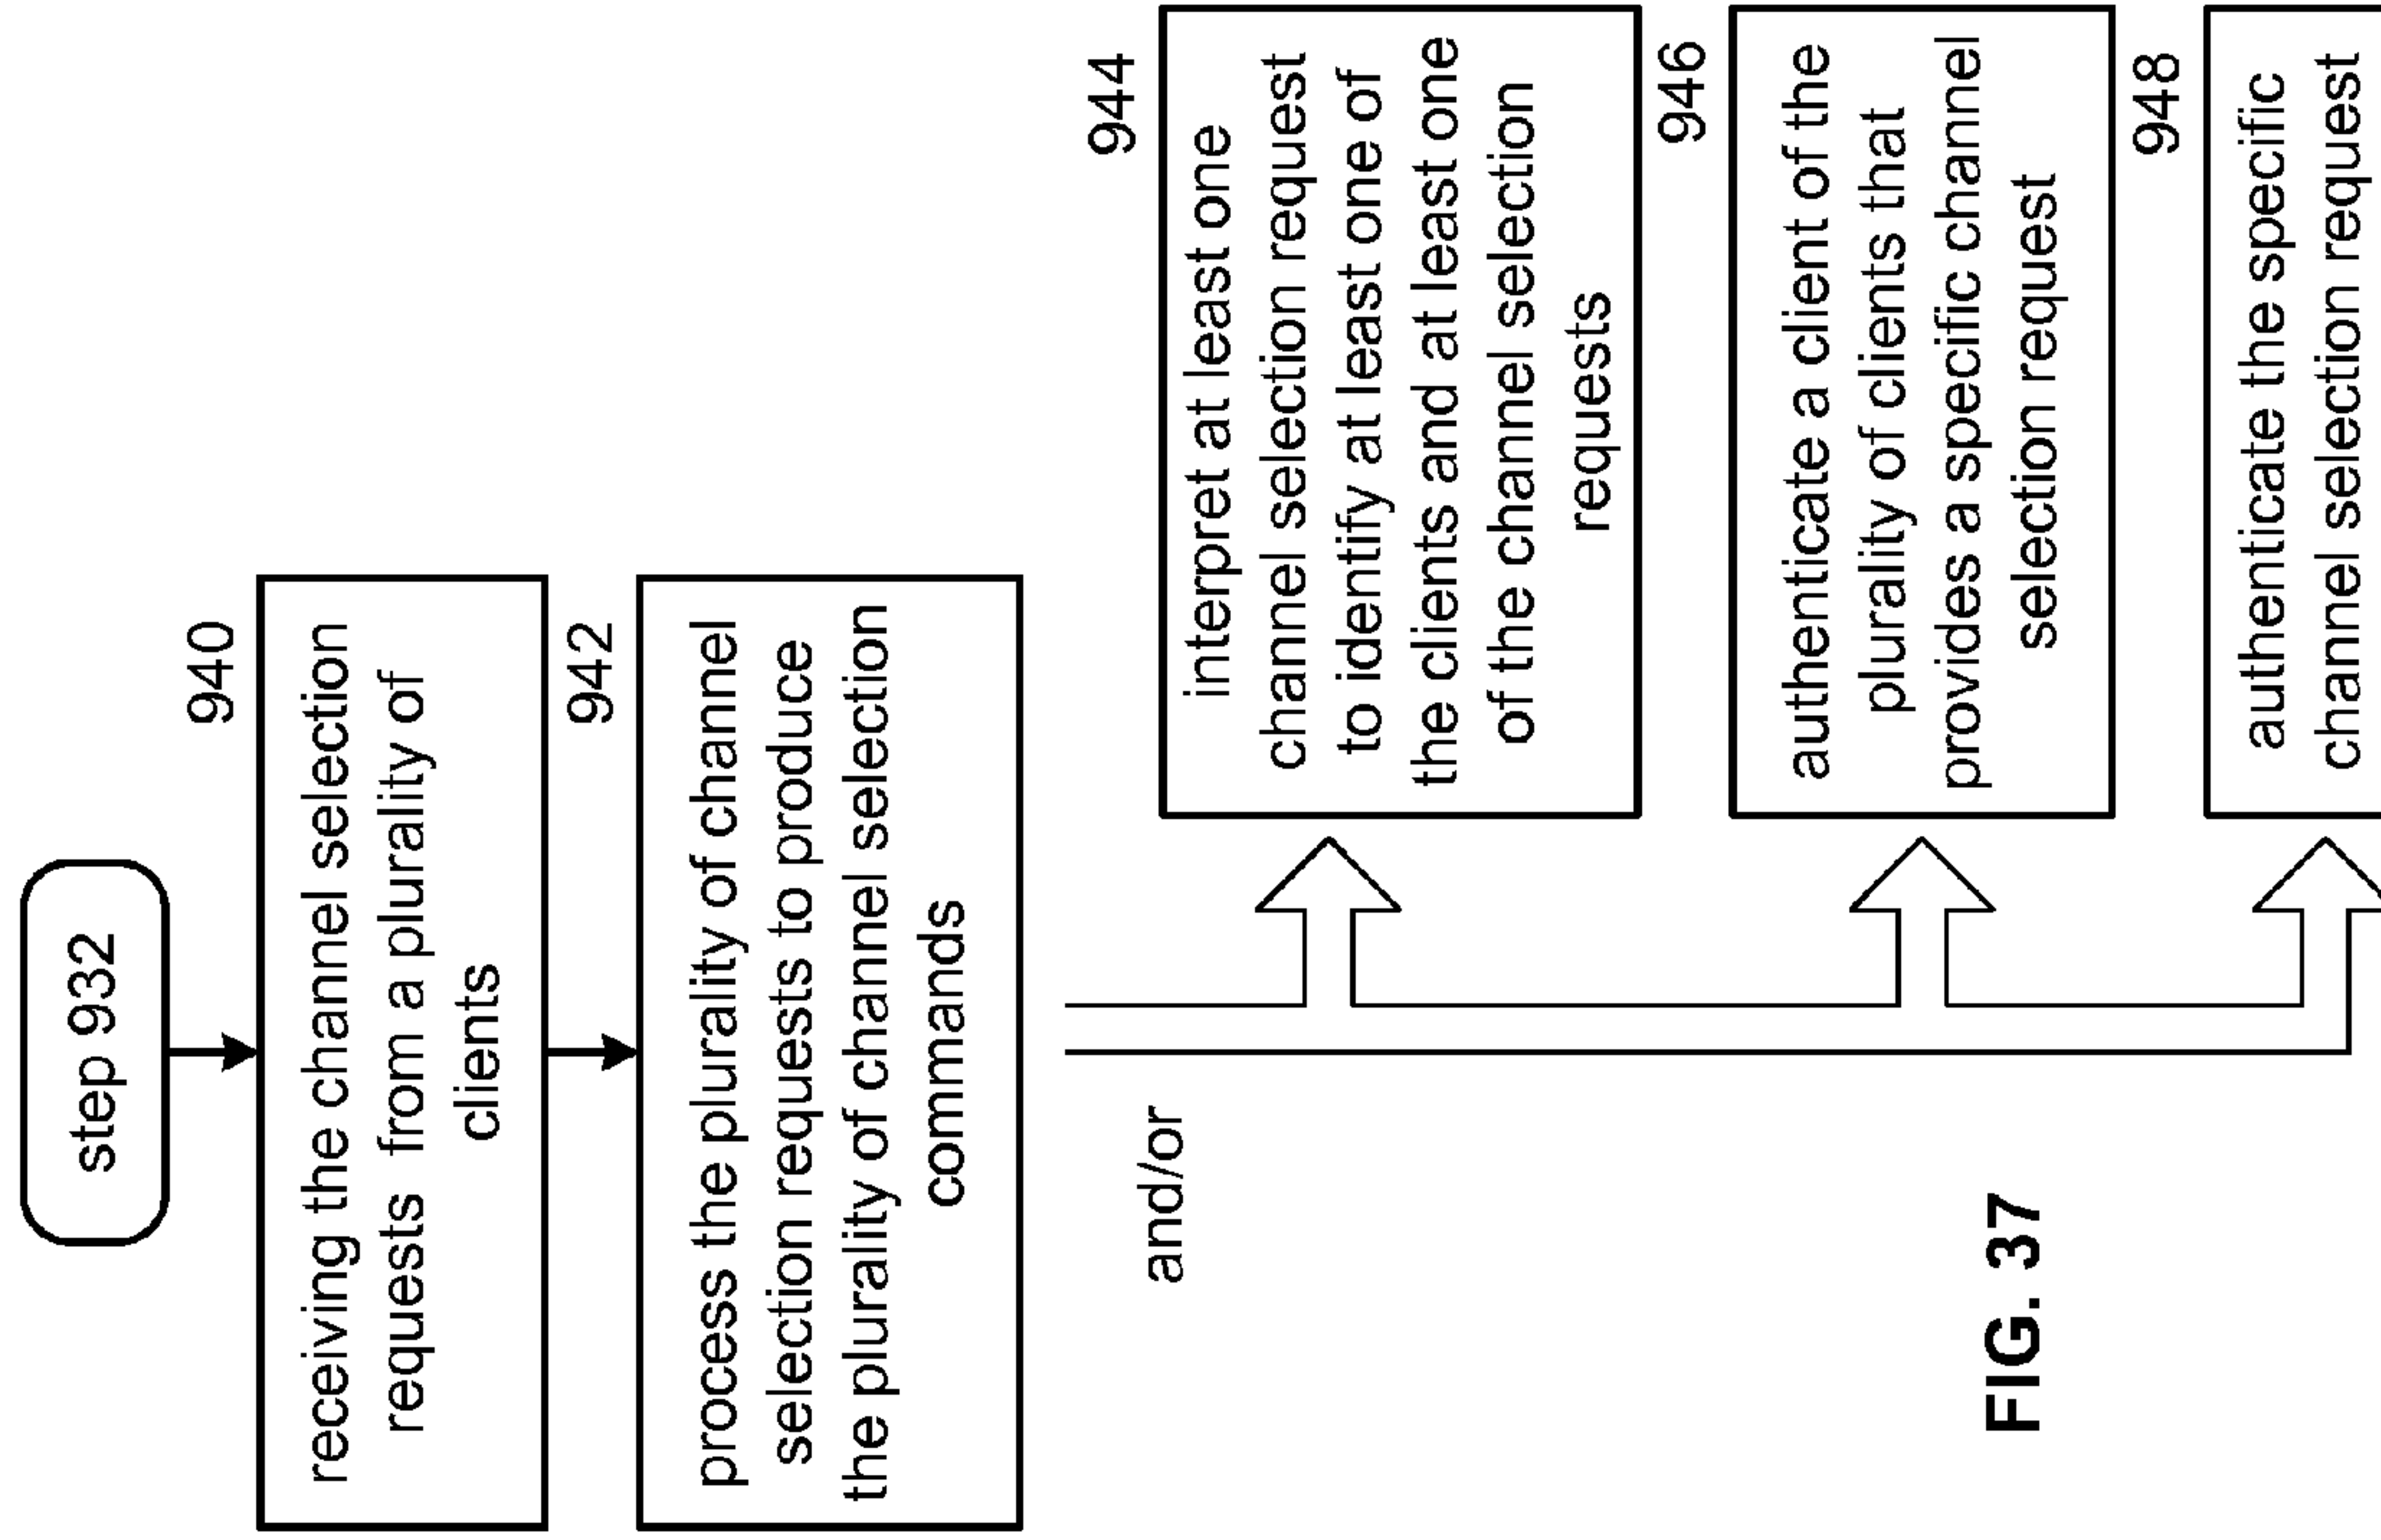 step 932
940
receiving the channel selection
requests from a plurality of
clients
942
process the plurality of channel
selection requests to produce
the plurality of channel selection
commands
and/or
944
interpret at least one
channel selection request
to identify at least one of
the clients and at least one
of the channel selection
requests
946
authenticate a client of the
plurality of clients that
provides a specific channel
selection request
948
authenticate the specific
channel selection request
FIG. 37